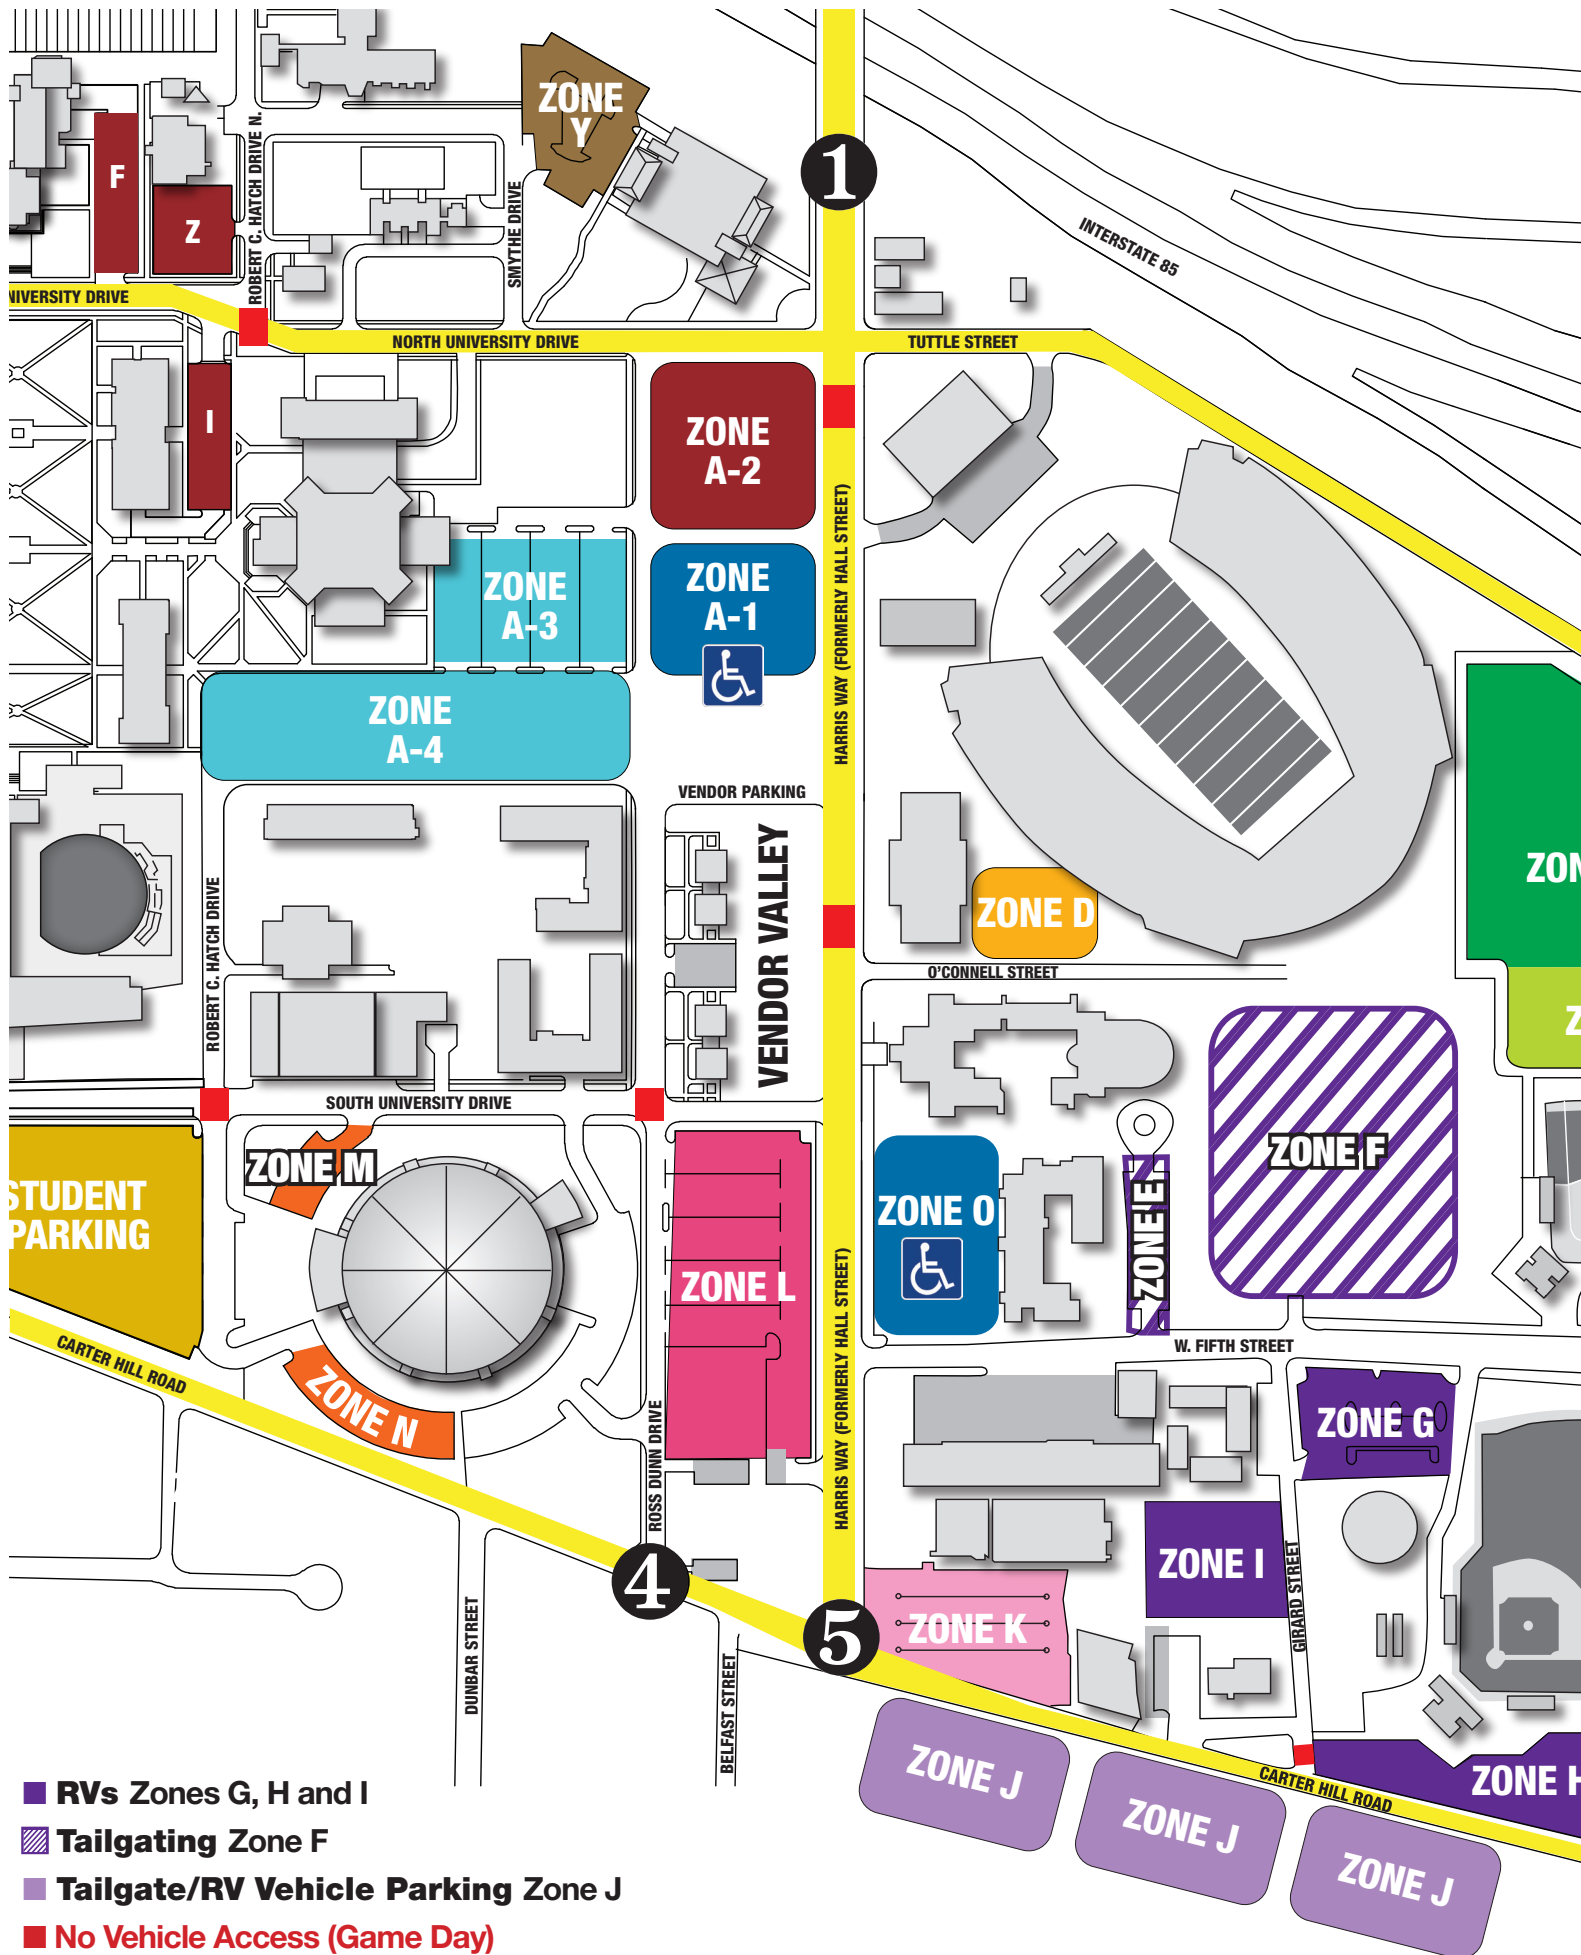 ZONE
Y
1
F
Z
ROBERT C. HATCH DRIVE N.
SMYTHE DRIVE
INTERSTATE 85
NIVERSITY DRIVE
NORTH UNIVERSITY DRIVE
TUTTLE STREET
I
ZONE
A-2
HARRIS WAY (FORMERLY HALL STREET)
ZONE
A-3
ZONE
A-1
ZONE
A-4
VENDOR PARKING
VENDOR VALLEY
ZON
ROBERT C. HATCH DRIVE
ZONE D
O'CONNELL STREET
Z
SOUTH UNIVERSITY DRIVE
ZONE M
STUDENT
PARKING
ZONE O
ZONE E
ZONE F
ZONE L
HARRIS WAY (FORMERLY HALL STREET)
W. FIFTH STREET
CARTER HILL ROAD
ZONE N
ROSS DUNN DRIVE
ZONE G
ZONE I
GIRARD STREET
4
5
ZONE K
DUNBAR STREET
BELFAST STREET
ZONE J
ZONE J
ZONE J
CARTER HILL ROAD
ZONE H
RVs Zones G, H and I
Tailgating Zone F
Tailgate/RV Vehicle Parking Zone J
No Vehicle Access (Game Day)